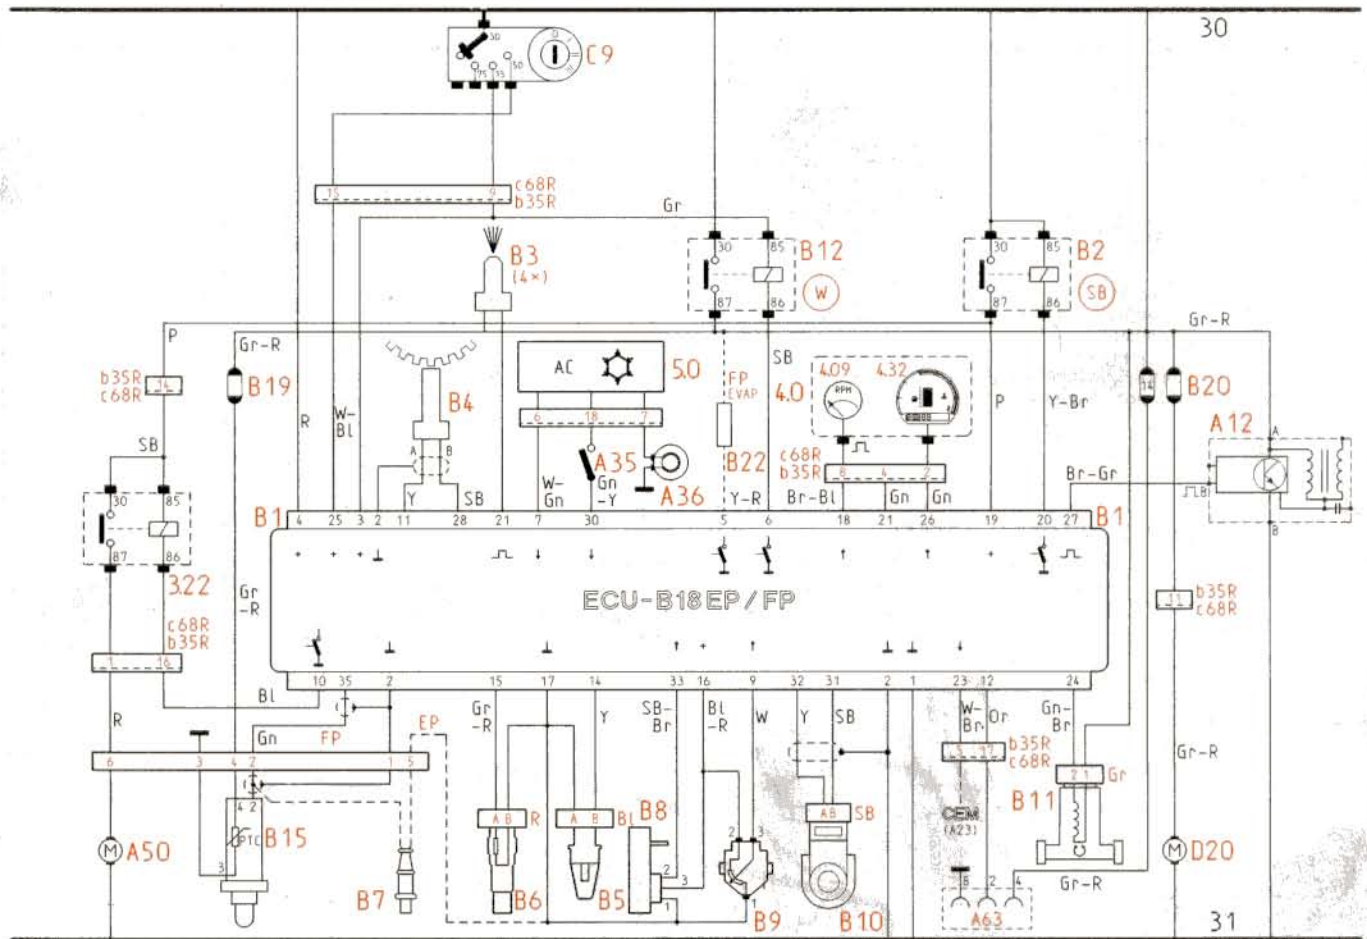 30
30
C9
75 15 50
15 9 c68R
b35R
Gr
B3
(4×)
30 85 B12
W
87 86
30 85 B2
SB
87 86
P
Gr-R
Gr-R
b35R
c68R
14
B19
R
W-
Bl
B4
A B
Y SB
AC 5.0
6 18 7
W-
Gn
A35
Gn
-Y
A36
FP
EVAP
B22
Y-R
SB
4.09 4.32
RPM
4.0
c68R
b35R
8 4 2
Br-Bl Gn Gn
P
Y-Br
14
B20
A12
A
Br-Gr
B
B
SB
30 85
87 86
3.22
B1 4 25 3 2 11 28 21 7 30 5 6 18 21 26 19 20 27 B1
ECU-B18EP/FP
Gr
-R
c68R
b35R
1 16
11 b35R
c68R
10 35 2 15 17 14 33 16 9 32 31 2 1 23 12 24
Bl
R
Gn FP
EP
Gr
-R
Y
SB-
Br
Bl
-R
W
Y
SB
W-
Br
Or
Gn-
Br
Gr-R
6 3 4 2 1 5
b35R
c68R
2 1 Gr
4 2
PTC
3
B15
M A50
B7
A B R
B6
A B Bl
B5
B8
2
3
1
2 3
1
B9
AB SB
B10
CEM
(A23)
B11
Gr-R
6 2 4
A63
M D20
31